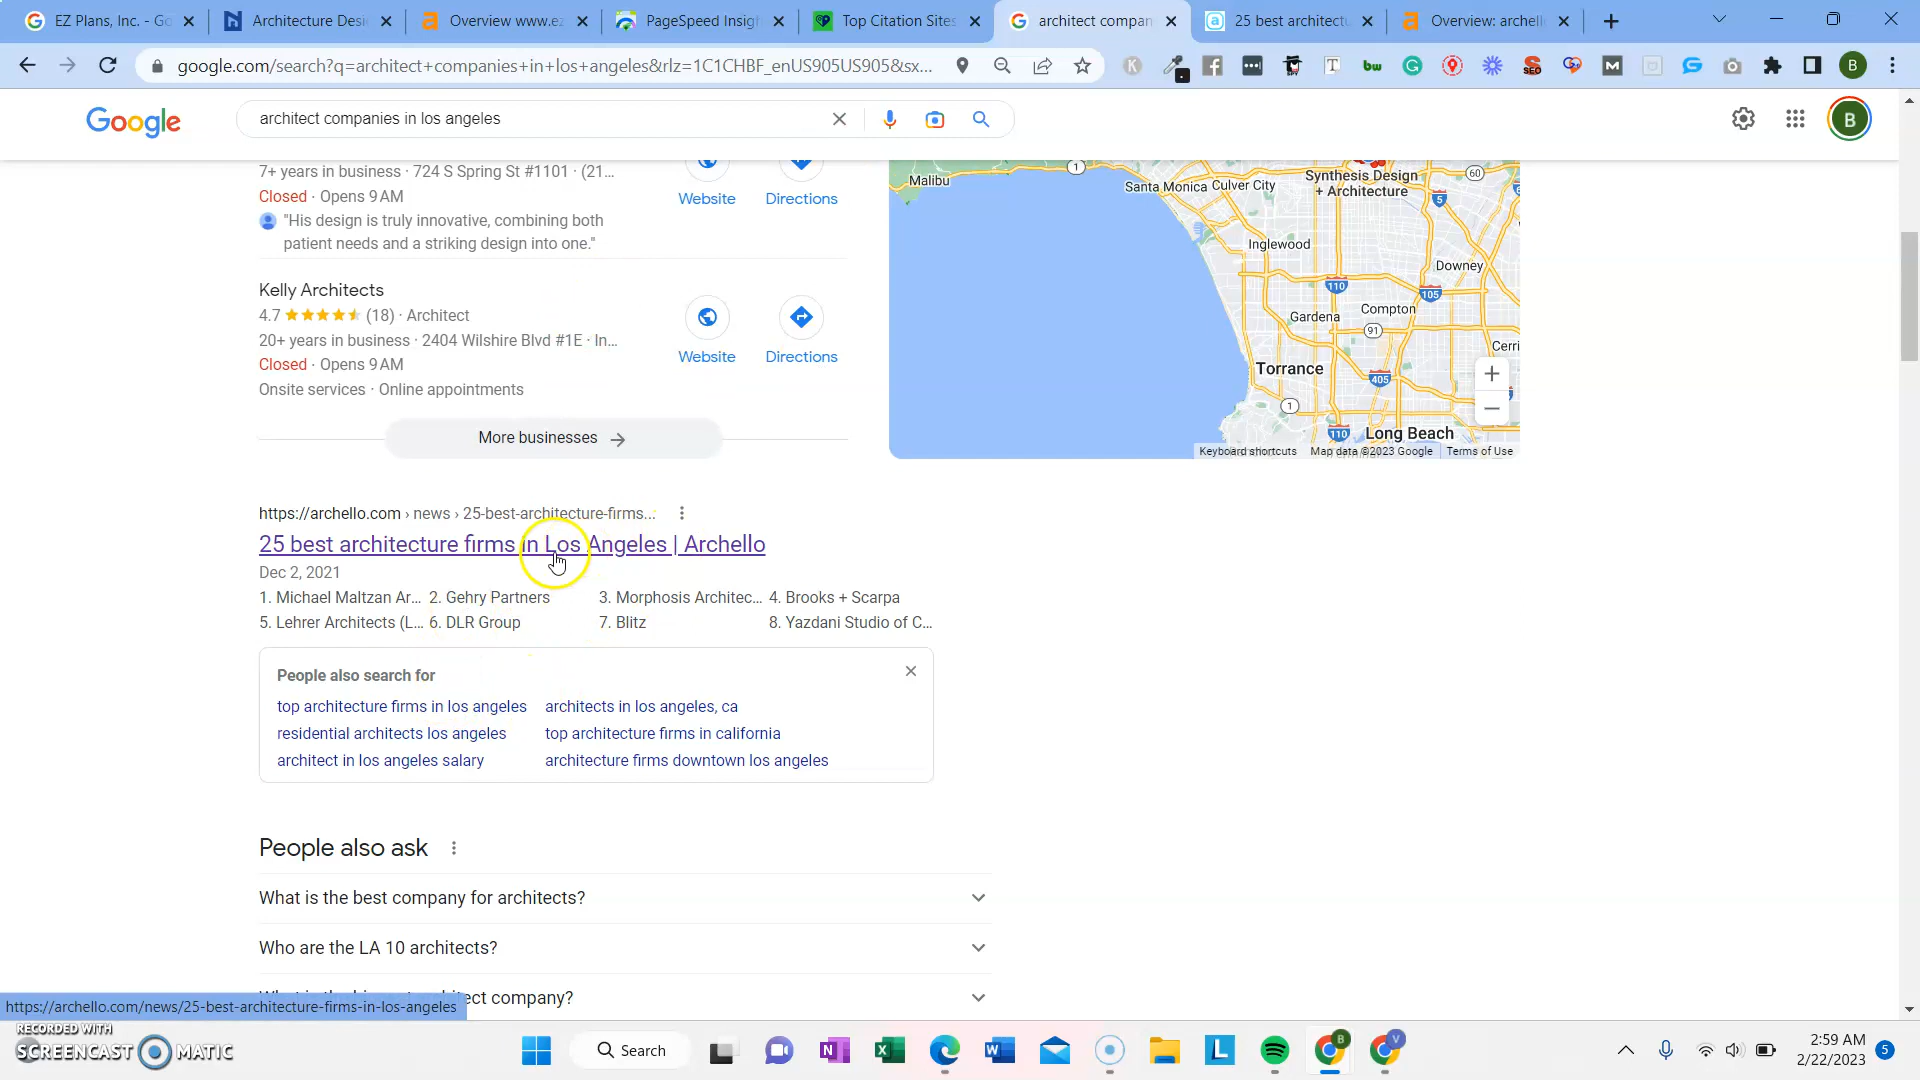 EZ Plans, Inc. - Go
Architecture Desi
Overview www.ez
PageSpeed Insigh
Top Citation Sites
architect compan
25 best architectu
Overview: archell
google.com/search?q=architect+companies+in+los+angeles&rlz=1C1CHBF_enUS905US905&sx...
Google
architect companies in los angeles
B
7+ years in business · 724 S Spring St #1101 · (21...
Closed · Opens 9 AM
"His design is truly innovative, combining both
patient needs and a striking design into one."
Website
Directions
Kelly Architects
4.7 (18) · Architect
20+ years in business · 2404 Wilshire Blvd #1E · In...
Closed · Opens 9 AM
Onsite services · Online appointments
Website
Directions
More businesses
Malibu
Santa Monica
Culver City
Synthesis Design
+ Architecture
Inglewood
Downey
Gardena
Compton
Cerri
Torrance
Long Beach
1
60
5
110
105
91
405
1
110
Keyboard shortcuts
Map data ©2023 Google
Terms of Use
https://archello.com › news › 25-best-architecture-firms...
25 best architecture firms in Los Angeles | Archello
Dec 2, 2021
1. Michael Maltzan Ar... 2. Gehry Partners 3. Morphosis Architec... 4. Brooks + Scarpa
5. Lehrer Architects (L... 6. DLR Group 7. Blitz 8. Yazdani Studio of C...
People also search for
top architecture firms in los angeles
architects in los angeles, ca
residential architects los angeles
top architecture firms in california
architect in los angeles salary
architecture firms downtown los angeles
People also ask
What is the best company for architects?
Who are the LA 10 architects?
ect company?
https://archello.com/news/25-best-architecture-firms-in-los-angeles
RECORDED WITH
SCREENCAST MATIC
Search
2:59 AM
2/22/2023
5